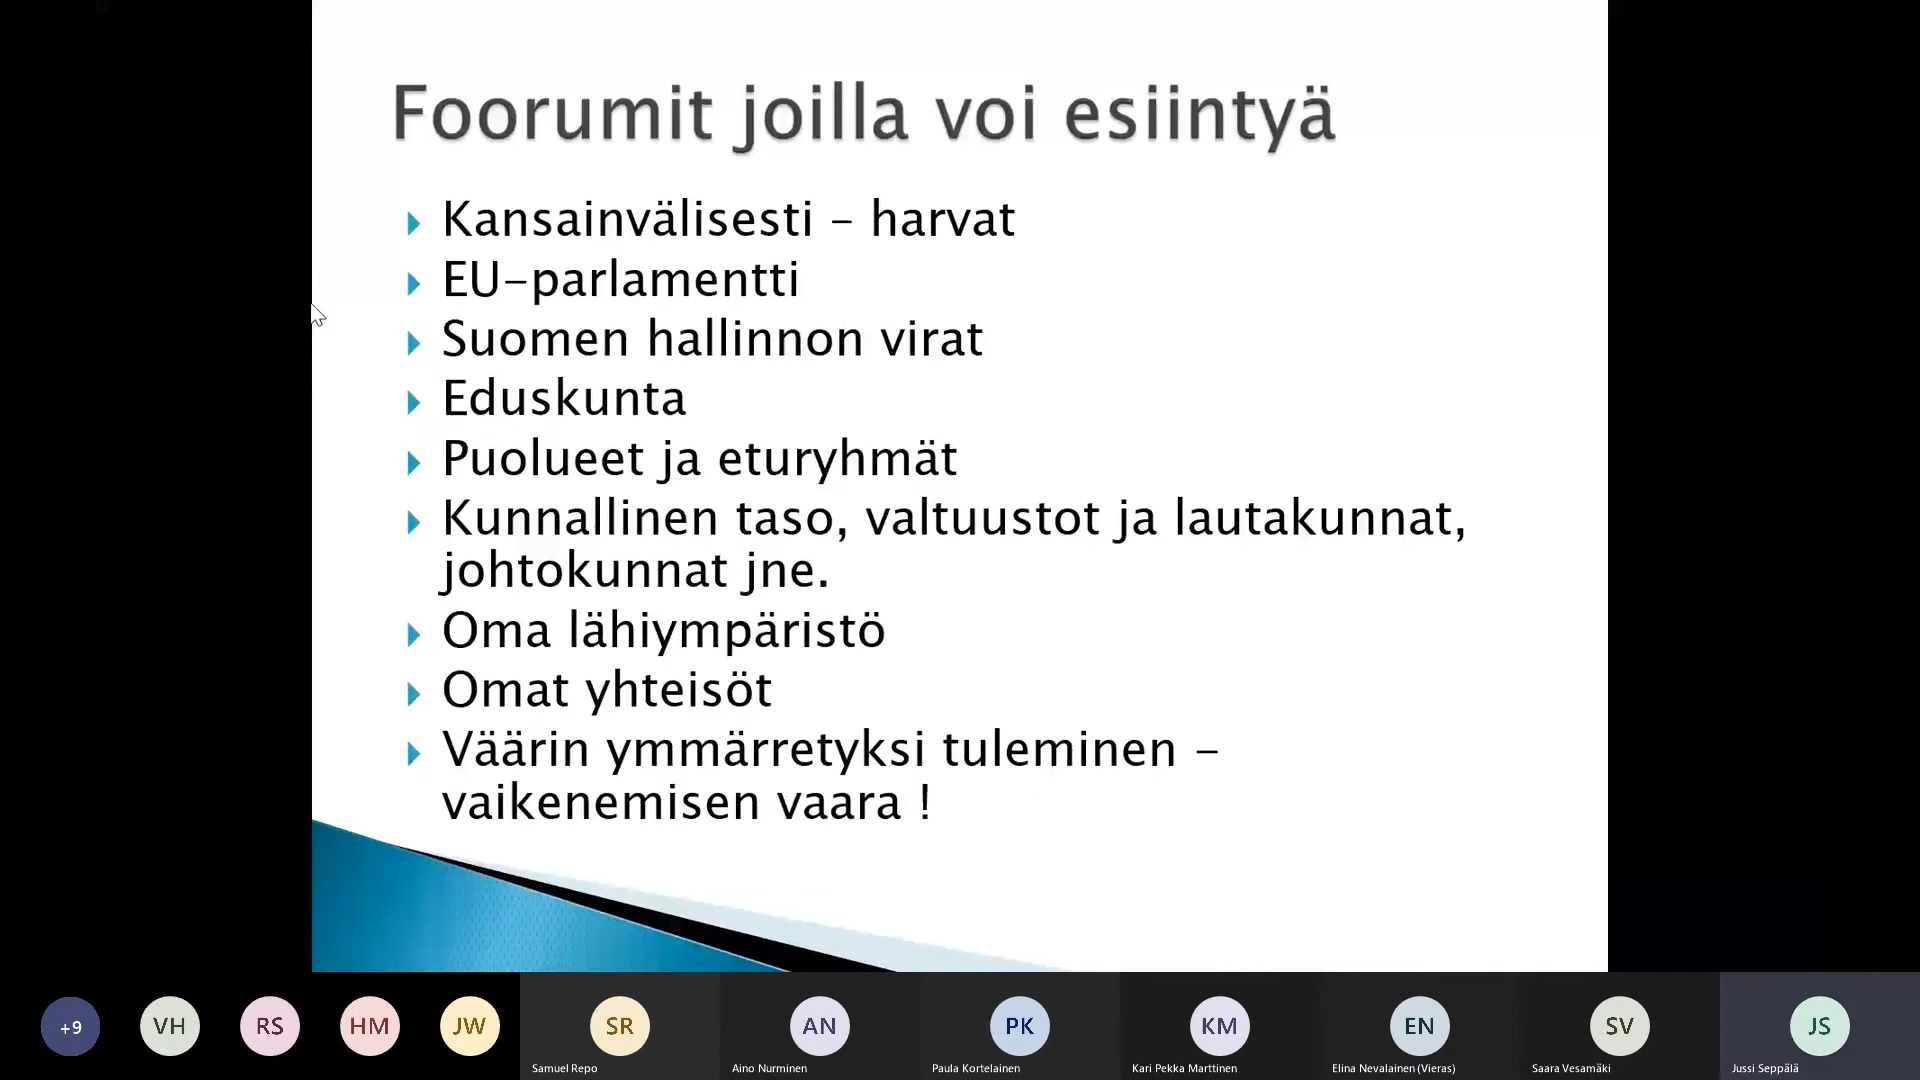 Foorumit joilla voi esiintyä
Kansainvälisesti – harvat
EU-parlamentti
Suomen hallinnon virat
Eduskunta
Puolueet ja eturyhmät
Kunnallinen taso, valtuustot ja lautakunnat,
johtokunnat jne.
Oma lähiympäristö
Omat yhteisöt
Väärin ymmärretyksi tuleminen –
vaikenemisen vaara !
+9 VH RS HM JW SR AN PK KM EN SV JS
Samuel Repo Aino Nurminen Paula Kortelainen Kari Pekka Marttinen Elina Nevalainen (Vieras) Saara Vesamäki Jussi Seppälä